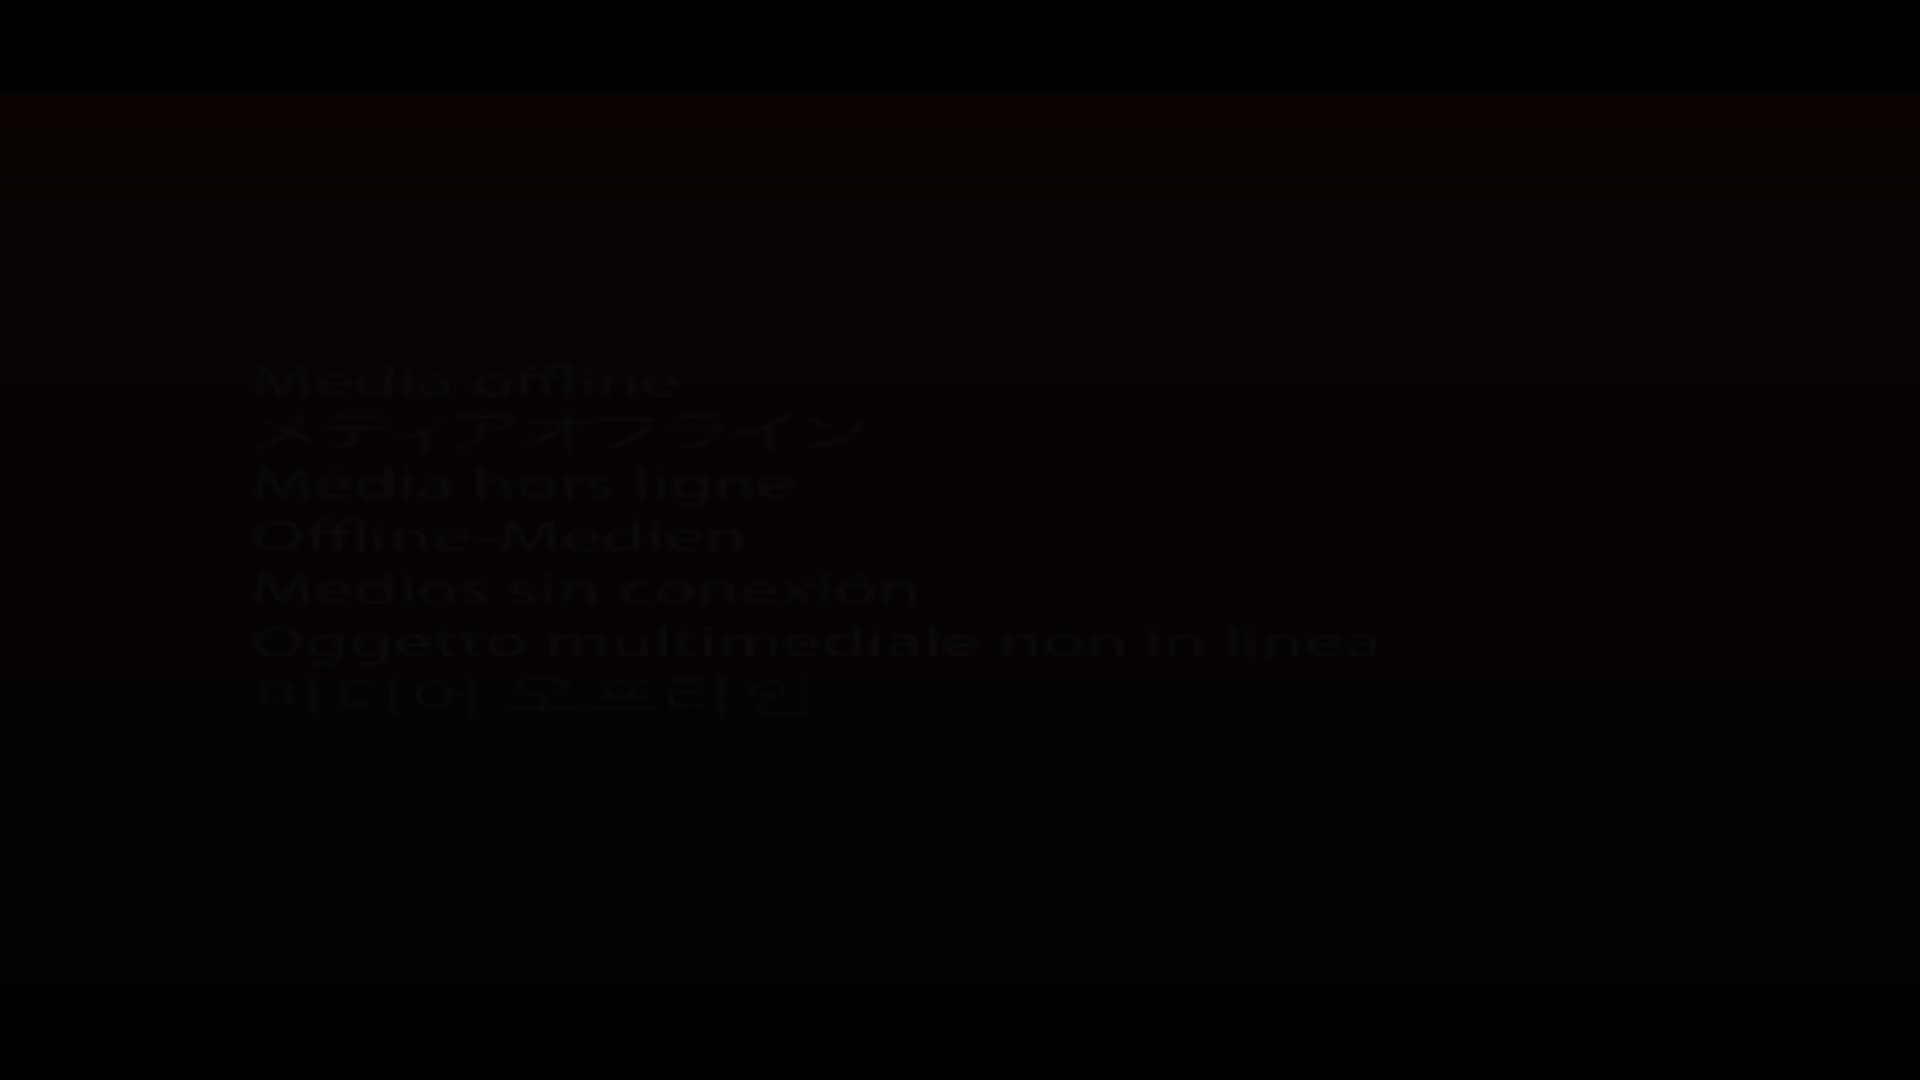 Media offline
メディアオフライン
Média hors ligne
Offline-Medien
Medios sin conexión
Oggetto multimediale non in linea
미디어 오프라인